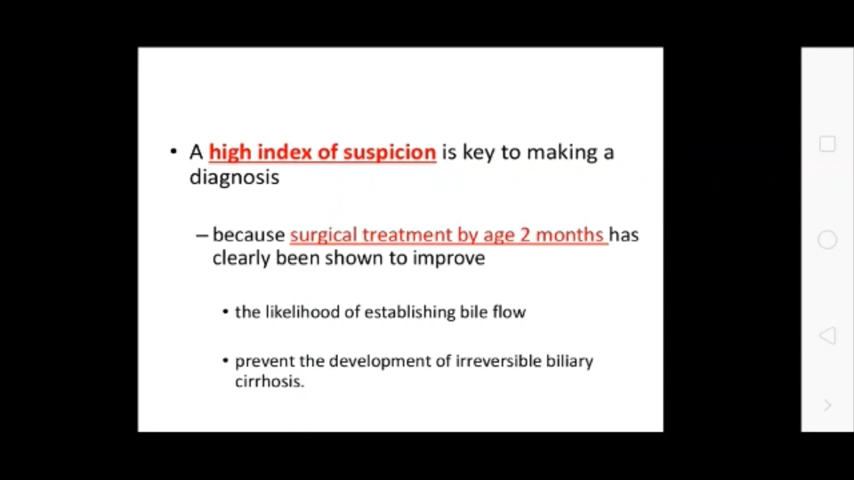 • A high index of suspicion is key to making a
diagnosis
– because surgical treatment by age 2 months has
clearly been shown to improve
• the likelihood of establishing bile flow
• prevent the development of irreversible biliary
cirrhosis.